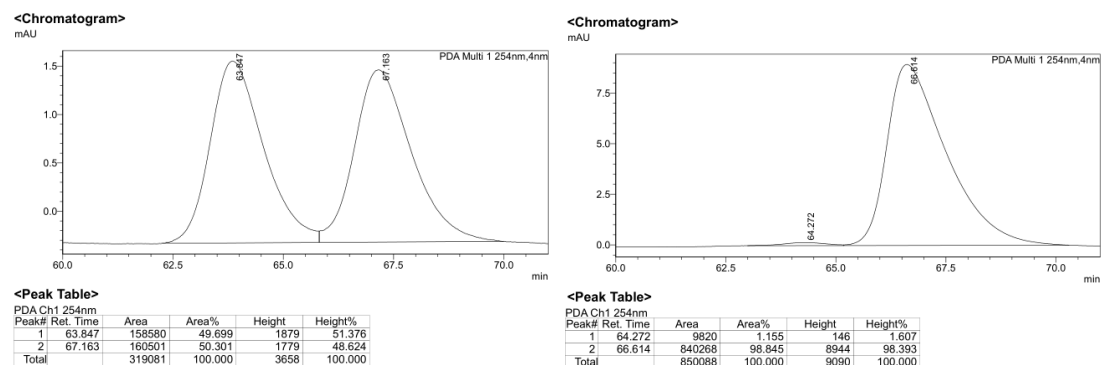 <Chromatogram>
mAU
PDA Multi 1 254nm,4nm
63.847
67.163
1.5
1.0
0.5
0.0
60.0 62.5 65.0 67.5 70.0
min
<Peak Table>
PDA Ch1 254nm
Peak# Ret. Time Area Area% Height Height%
1 63.847 158580 49.699 1879 51.376
2 67.163 160501 50.301 1779 48.624
Total 319081 100.000 3658 100.000
<Chromatogram>
mAU
PDA Multi 1 254nm,4nm
66.614
64.272
7.5
5.0
2.5
0.0
60.0 62.5 65.0 67.5 70.0
min
<Peak Table>
PDA Ch1 254nm
Peak# Ret. Time Area Area% Height Height%
1 64.272 9820 1.155 146 1.607
2 66.614 840268 98.845 8944 98.393
Total 850088 100.000 9090 100.000